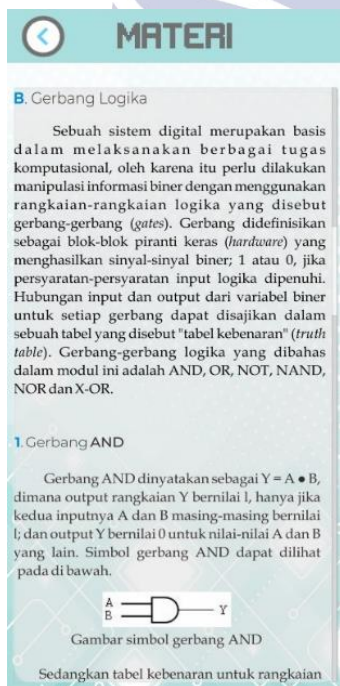 MATERI
B. Gerbang Logika
Sebuah sistem digital merupakan basis
dalam melaksanakan berbagai tugas
komputasional, oleh karena itu perlu dilakukan
manipulasi informasi biner dengan menggunakan
rangkaian-rangkaian logika yang disebut
gerbang-gerbang (gates). Gerbang didefinisikan
sebagai blok-blok piranti keras (hardware) yang
menghasilkan sinyal-sinyal biner; 1 atau 0, jika
persyaratan-persyaratan input logika dipenuhi.
Hubungan input dan output dari variabel biner
untuk setiap gerbang dapat disajikan dalam
sebuah tabel yang disebut "tabel kebenaran" (truth
table). Gerbang-gerbang logika yang dibahas
dalam modul ini adalah AND, OR, NOT, NAND,
NOR dan X-OR.
1. Gerbang AND
Gerbang AND dinyatakan sebagai Y = A ● B,
dimana output rangkaian Y bernilai l, hanya jika
kedua inputnya A dan B masing-masing bernilai
l; dan output Y bernilai 0 untuk nilai-nilai A dan B
yang lain. Simbol gerbang AND dapat dilihat
pada di bawah.
A
B
Y
Gambar simbol gerbang AND
Sedangkan tabel kebenaran untuk rangkaian